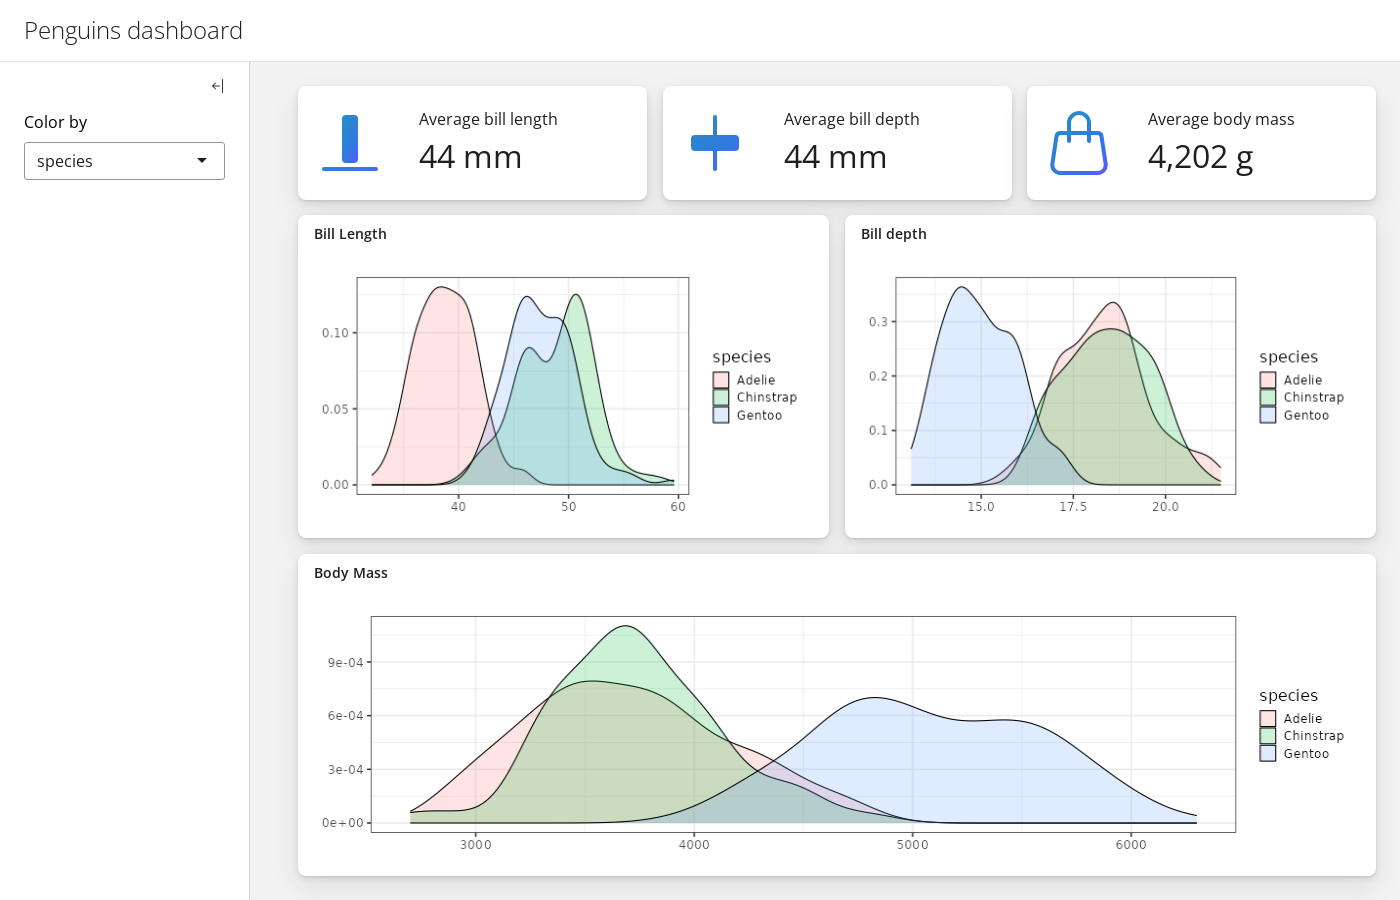 Penguins dashboard
Color by
species
Average bill length
44 mm
Average bill depth
44 mm
Average body mass
4,202 g
Bill Length
0.10
0.05
0.00
40 50 60
species
Adelie
Chinstrap
Gentoo
Bill depth
0.3
0.2
0.1
0.0
15.0 17.5 20.0
species
Adelie
Chinstrap
Gentoo
Body Mass
9e-04
6e-04
3e-04
0e+00
3000 4000 5000 6000
species
Adelie
Chinstrap
Gentoo